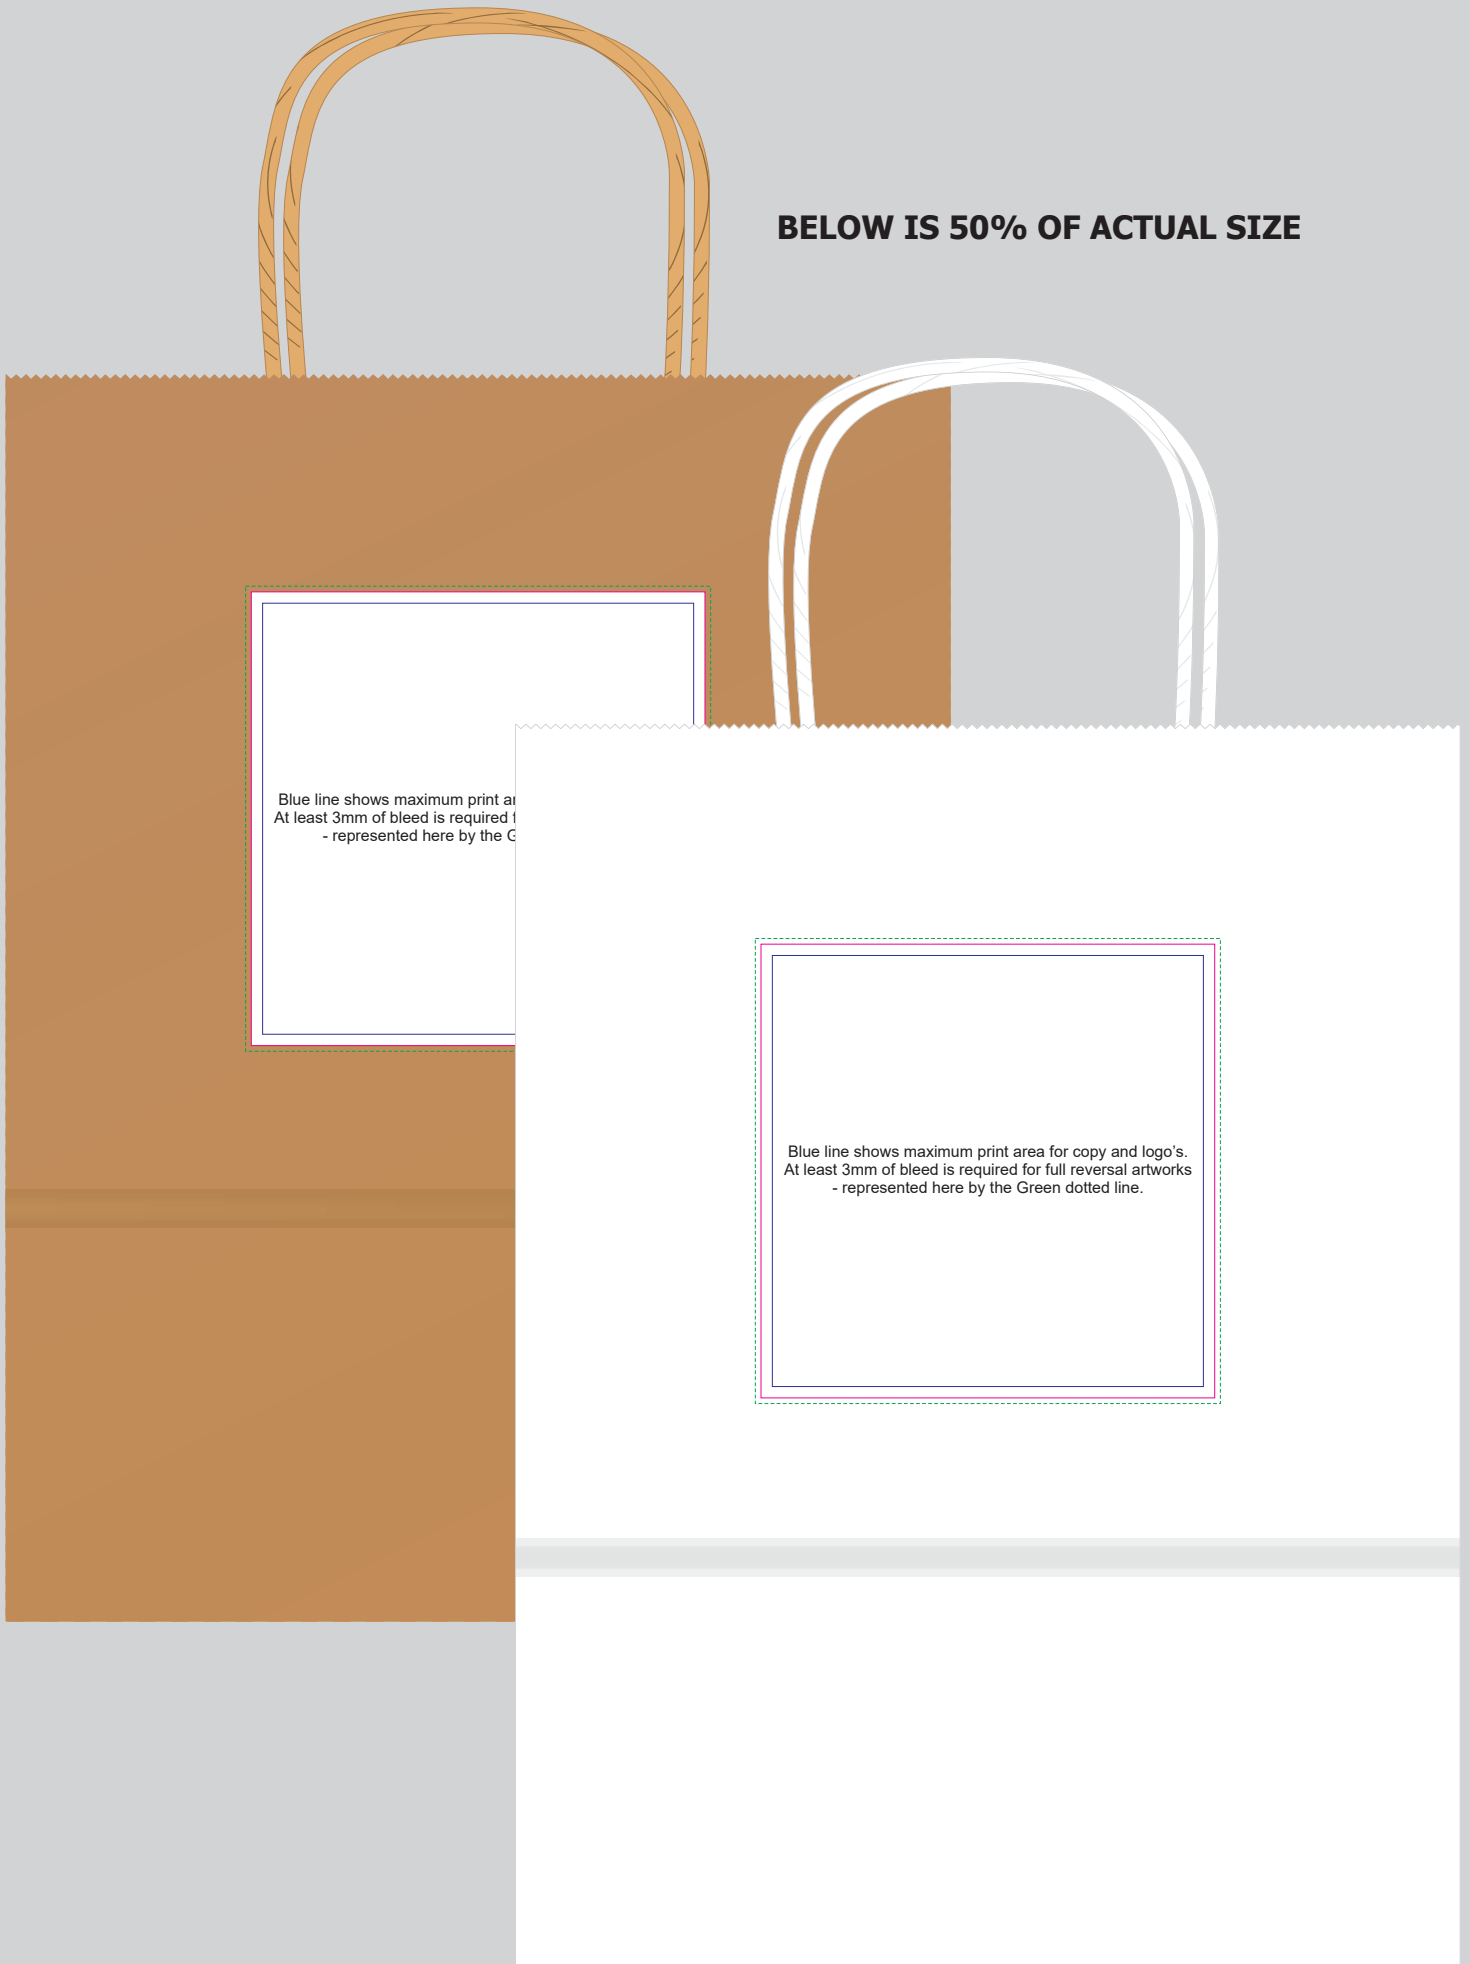 BELOW IS 50% OF ACTUAL SIZE
Blue line shows maximum print
At least 3mm of bleed is required
- represented here by the
Blue line shows maximum print area for copy and logo’s.
At least 3mm of bleed is required for full reversal artworks
- represented here by the Green dotted line.